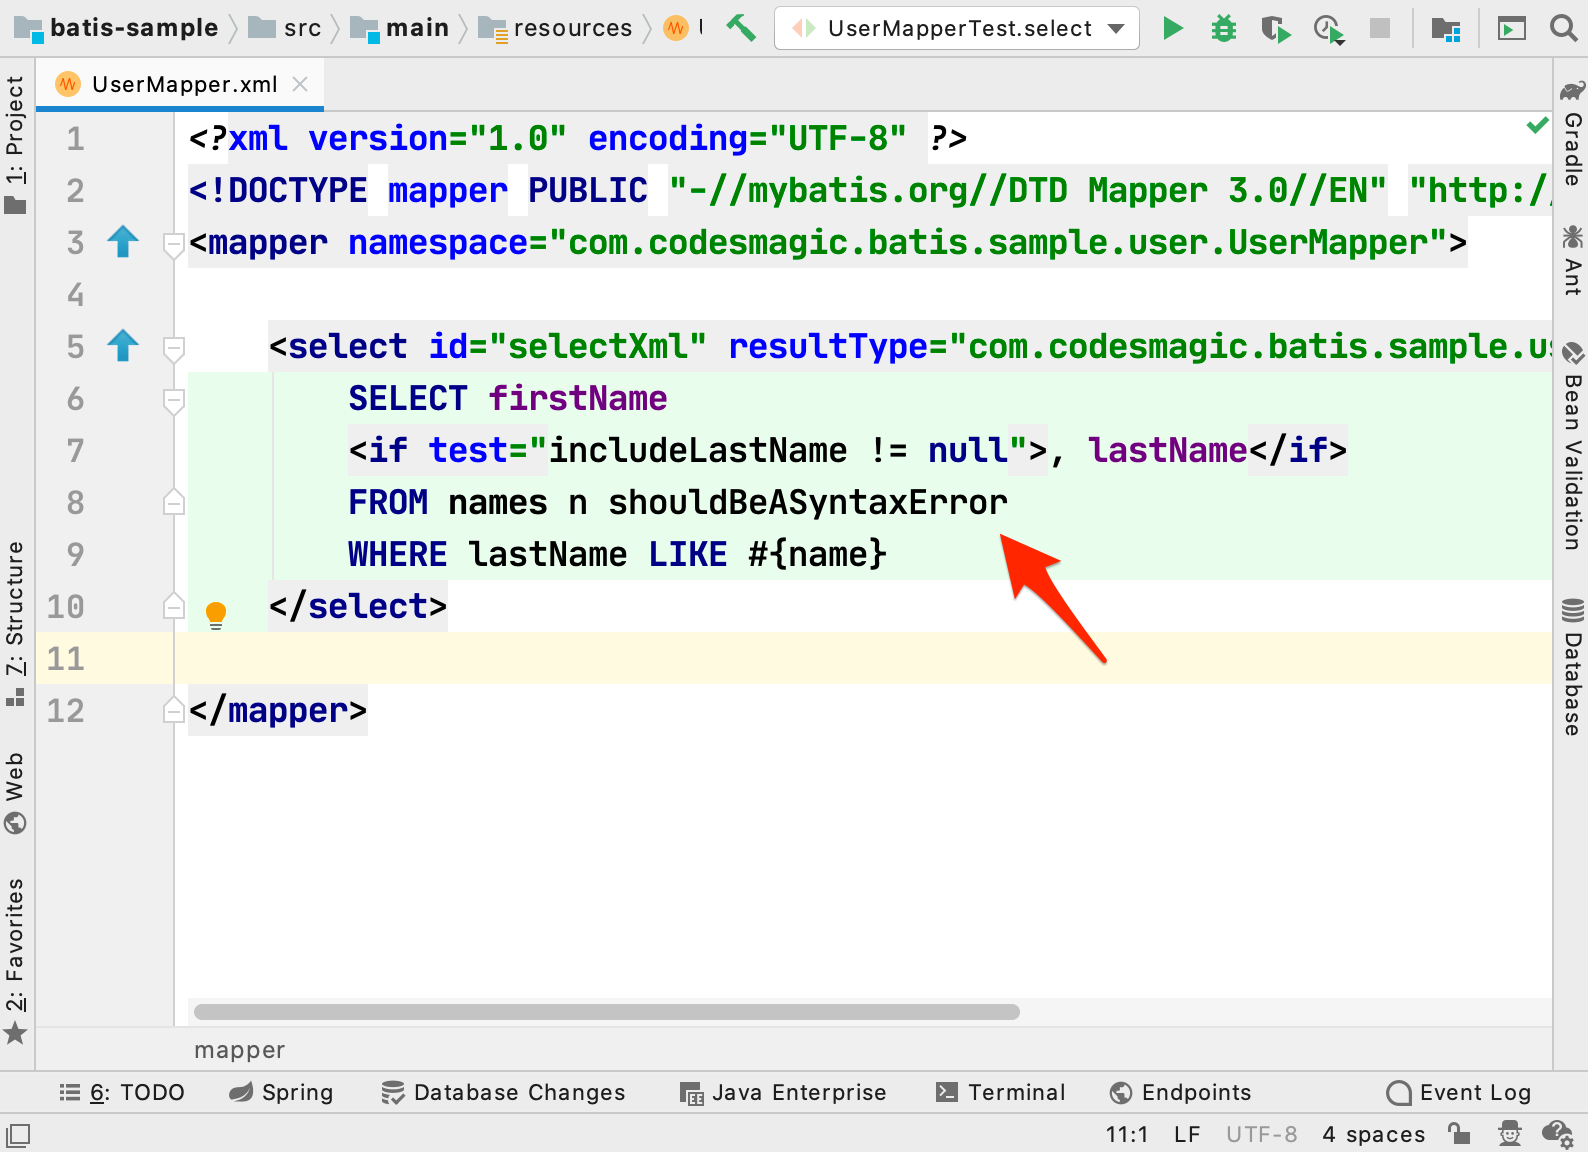 batis-sample src main resources UserMapperTest.select
UserMapper.xml
1: Project
7: Structure
Web
2: Favorites
1 <?xml version="1.0" encoding="UTF-8" ?>
2 <!DOCTYPE mapper PUBLIC "-//mybatis.org//DTD Mapper 3.0//EN" "http:/
3 <mapper namespace="com.codesmagic.batis.sample.user.UserMapper">
4
5 <select id="selectXml" resultType="com.codesmagic.batis.sample.us
6 SELECT firstName
7 <if test="includeLastName != null">, lastName</if>
8 FROM names n shouldBeASyntaxError
9 WHERE lastName LIKE #{name}
10 </select>
11
12 </mapper>
Gradle
Ant
Bean Validation
Database
mapper
6: TODO Spring Database Changes Java Enterprise Terminal Endpoints Event Log
11:1 LF UTF-8 4 spaces